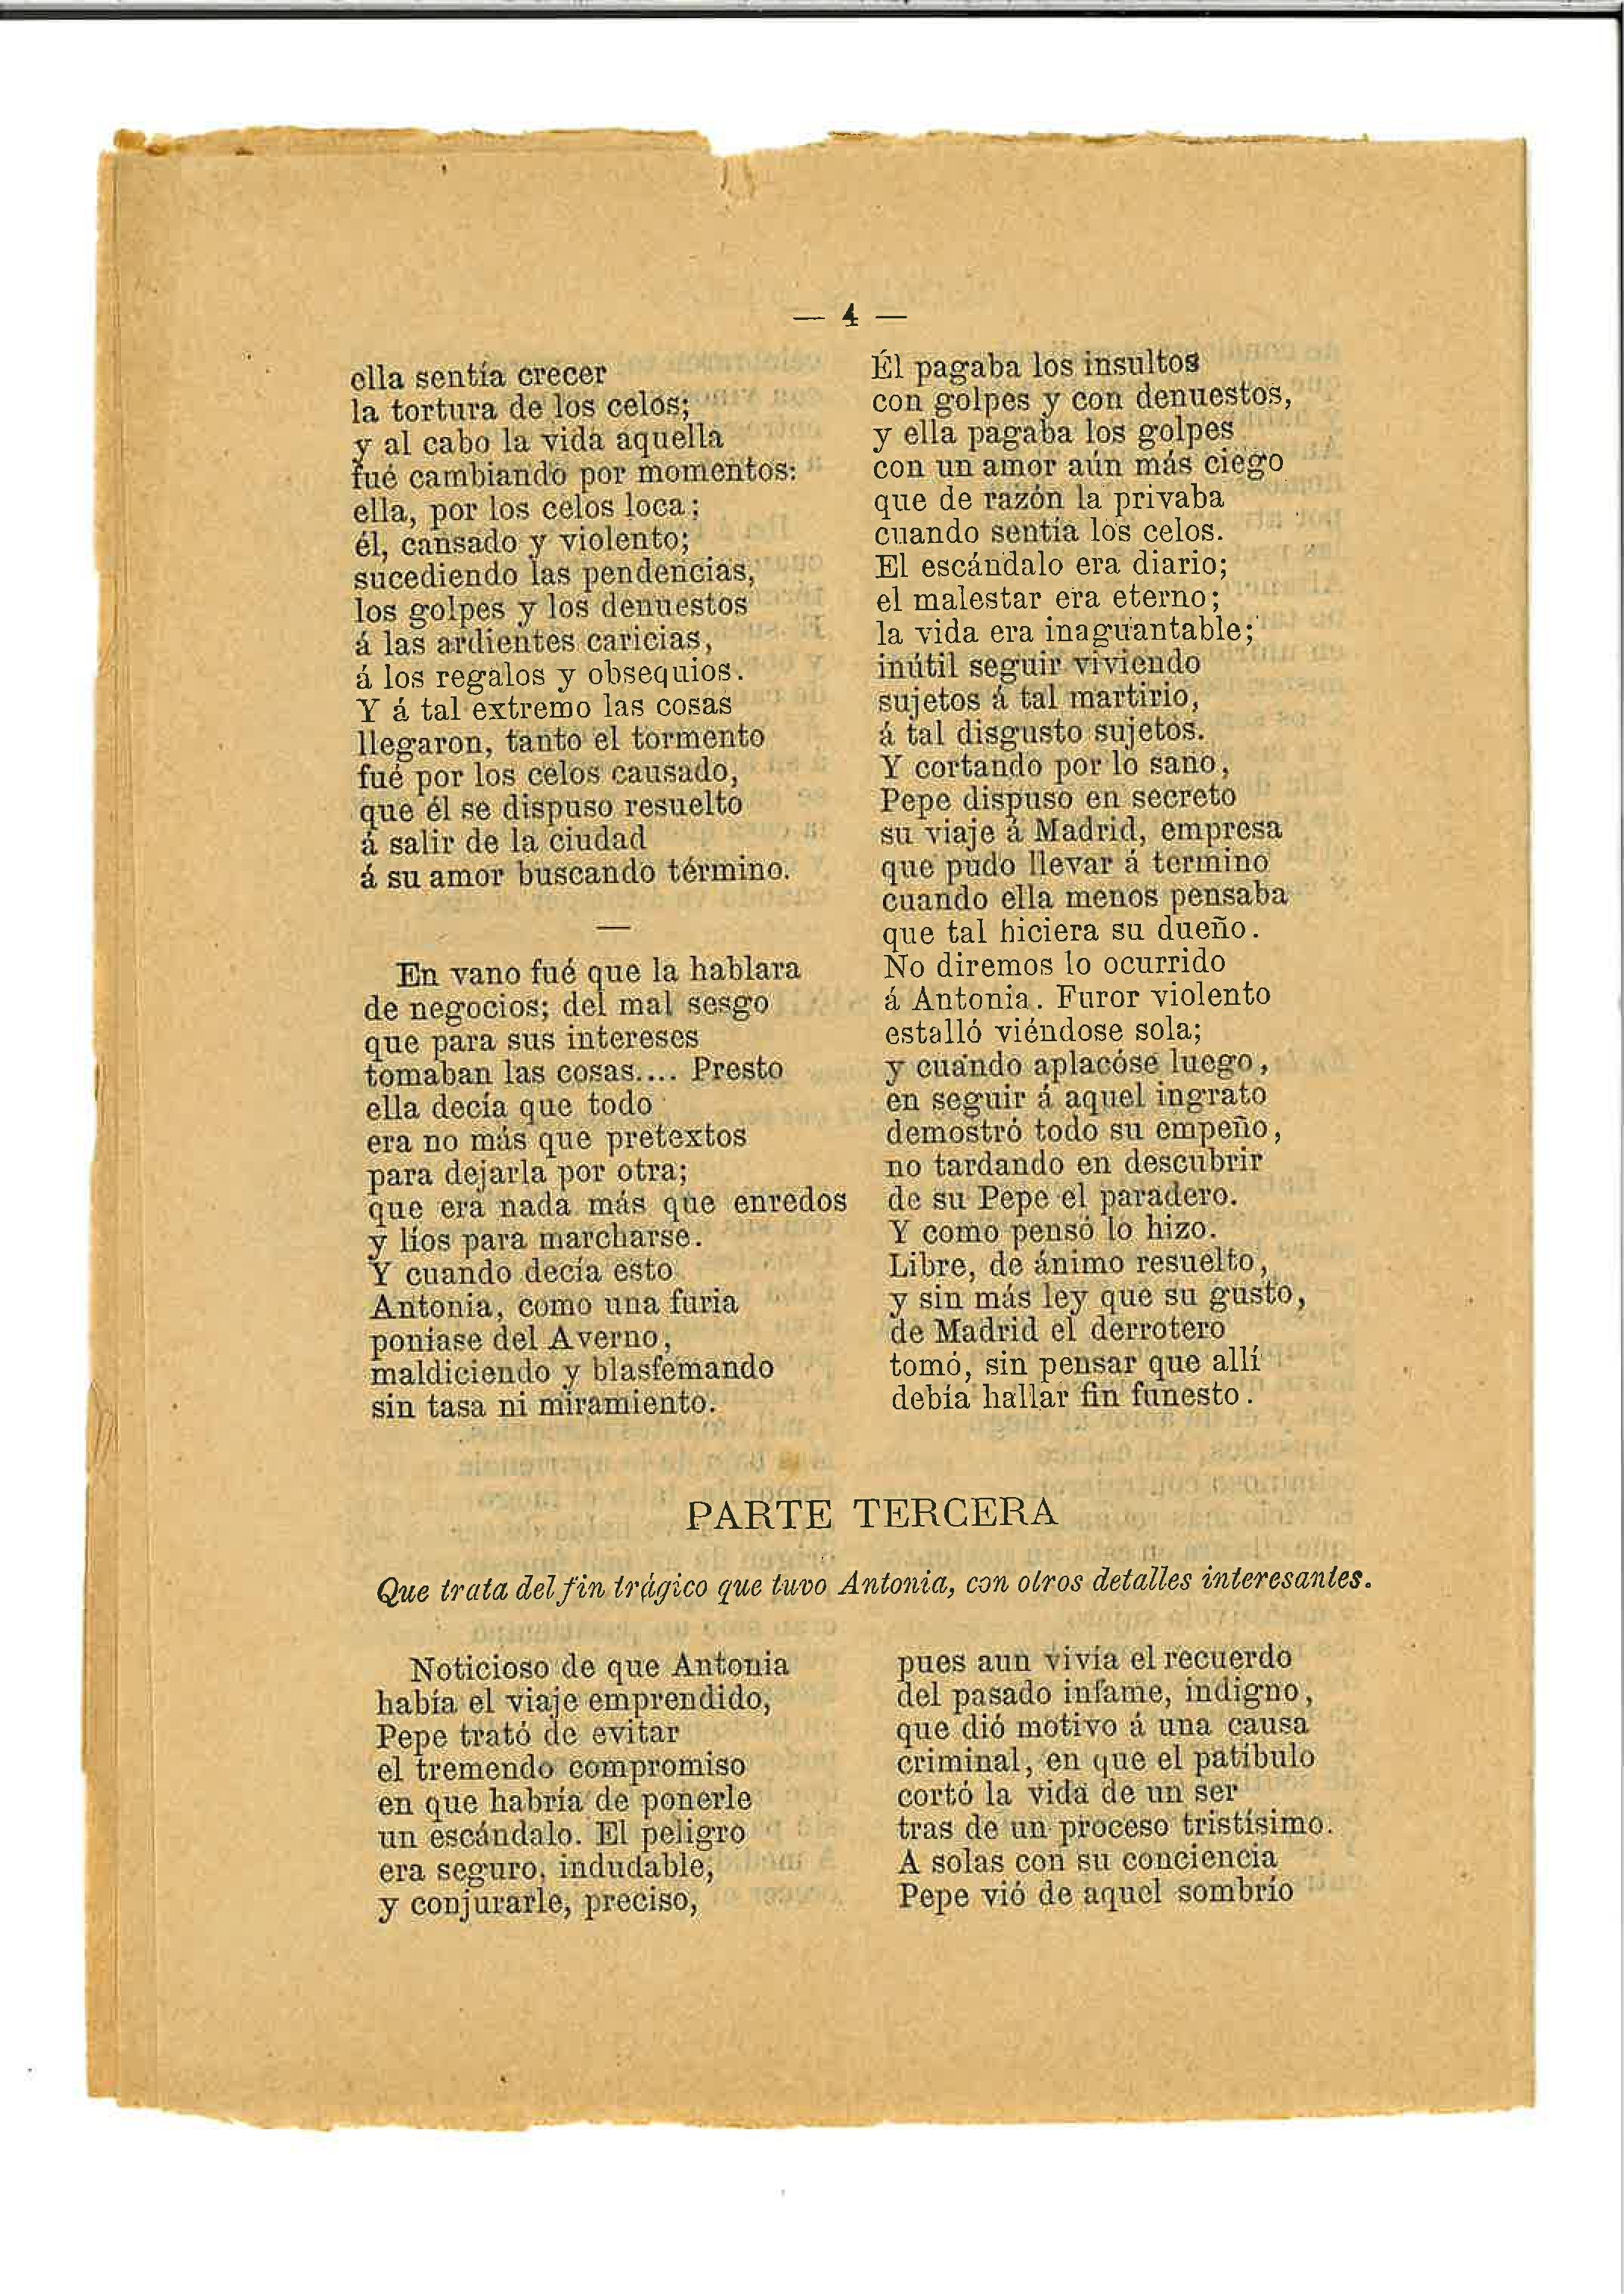 — 4 —
ella sentía crecer
la tortura de los celos;
y al cabo la vida aquella
fué cambiando por momentos:
ella, por los celos loca;
él, cansado y violento;
sucediendo las pendencias,
los golpes y los denuestos
á las ardientes caricias,
á los regalos y obsequios.
Y á tal extremo las cosas
llegaron, tanto el tormento
fué por los celos causado,
que él se dispuso resuelto
á salir de la ciudad
á su amor buscando término.
—
En vano fué que la hablara
de negocios; del mal sesgo
que para sus intereses
tomaban las cosas.... Presto
ella decía que todo
era no más que pretextos
para dejarla por otra;
que era nada más que enredos
y líos para marcharse.
Y cuando decía esto
Antonia, como una furia
poniase del Averno,
maldiciendo y blasfemando
sin tasa ni miramiento.
Él pagaba los insultos
con golpes y con denuestos,
y ella pagaba los golpes
con un amor aún más ciego
que de razón la privaba
cuando sentía los celos.
El escándalo era diario;
el malestar era eterno;
la vida era inaguantable;
inútil seguir viviendo
sujetos á tal martirio,
á tal disgusto sujetos.
Y cortando por lo sano,
Pepe dispuso en secreto
su viaje á Madrid, empresa
que pudo llevar á termino
cuando ella menos pensaba
que tal hiciera su dueño.
No diremos lo ocurrido
á Antonia. Furor violento
estalló viéndose sola;
y cuando aplacóse luego,
en seguir á aquel ingrato
demostró todo su empeño,
no tardando en descubrir
de su Pepe el paradero.
Y como pensó lo hizo.
Libre, de ánimo resuelto,
y sin más ley que su gusto,
de Madrid el derrotero
tomó, sin pensar que allí
debía hallar fin funesto.
PARTE TERCERA
Que trata del fin trágico que tuvo Antonia, con otros detalles interesantes.
Noticioso de que Antonia
había el viaje emprendido,
Pepe trató de evitar
el tremendo compromiso
en que habría de ponerle
un escándalo. El peligro
era seguro, indudable,
y conjurarle, preciso,
pues aun vivía el recuerdo
del pasado infame, indigno,
que dió motivo á una causa
criminal, en que el patíbulo
cortó la vida de un ser
tras de un proceso tristísimo.
A solas con su conciencia
Pepe vió de aquel sombrío